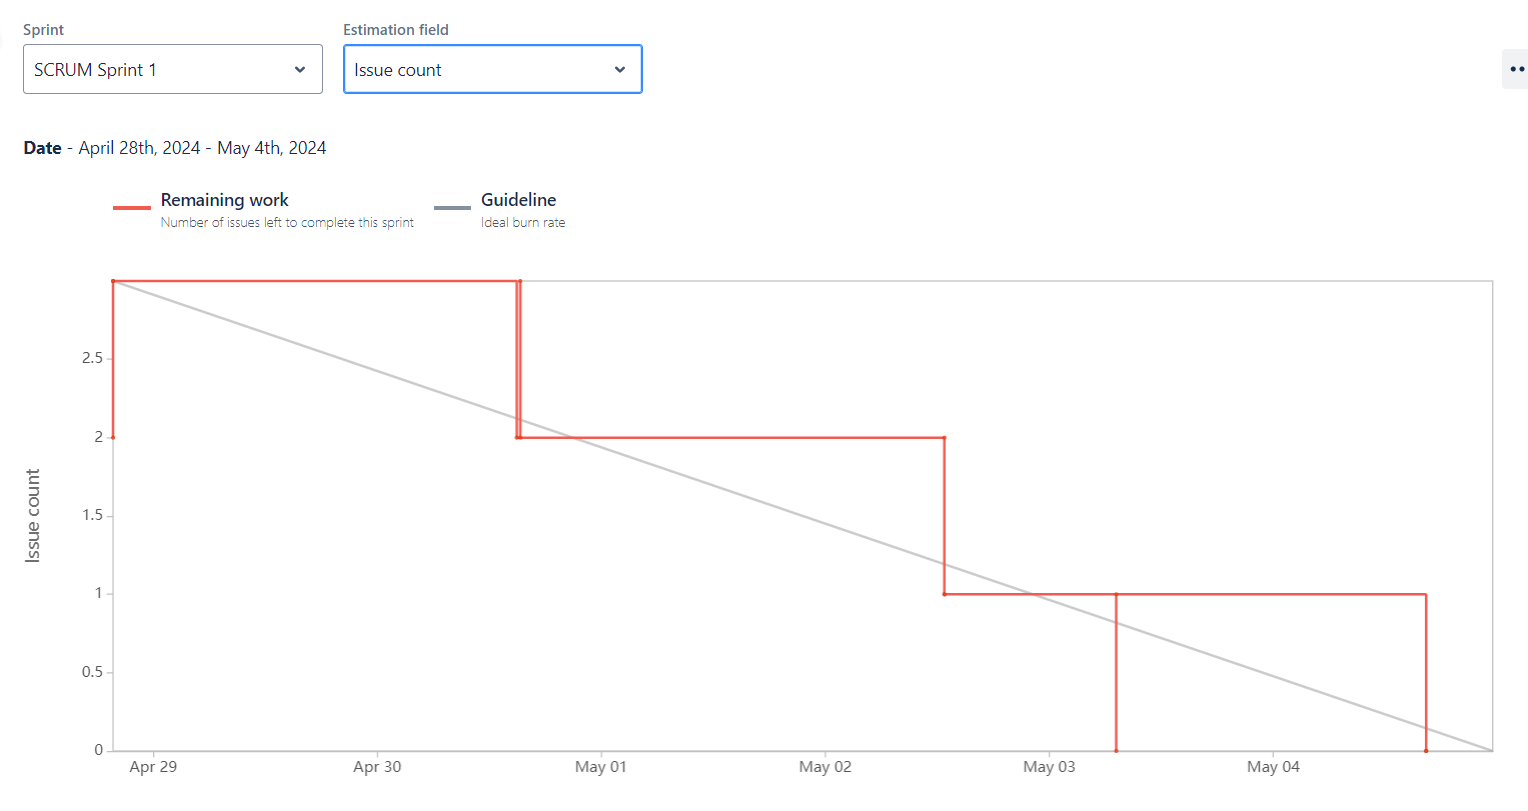 Sprint
Estimation field
SCRUM Sprint 1
Issue count
Date - April 28th, 2024 - May 4th, 2024
Remaining work
Number of issues left to complete this sprint
Guideline
Ideal burn rate
2.5
2
1.5
1
0.5
0
Issue count
Apr 29
Apr 30
May 01
May 02
May 03
May 04